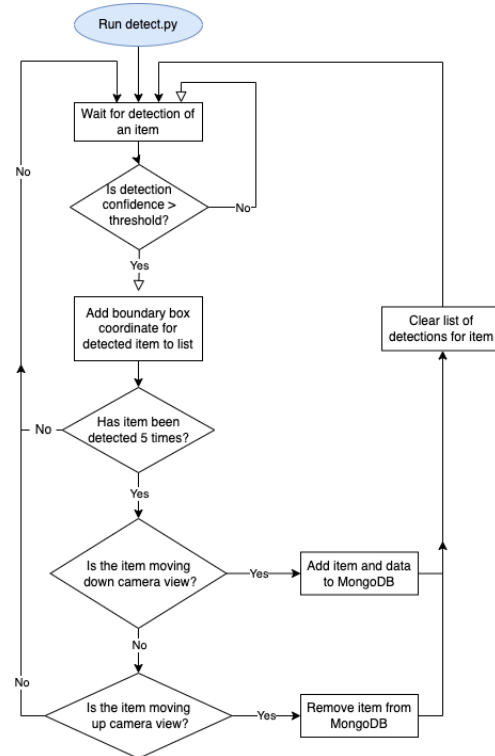 Run detect.py
Wait for detection of
an item
No
Is detection
confidence >
threshold?
No
Yes
Add boundary box
coordinate for
detected item to list
Clear list of
detections for item
No
Has item been
detected 5 times?
Yes
Is the item moving
down camera view?
Yes
Add item and data
to MongoDB
No
No
Is the item moving
up camera view?
Yes
Remove item from
MongoDB